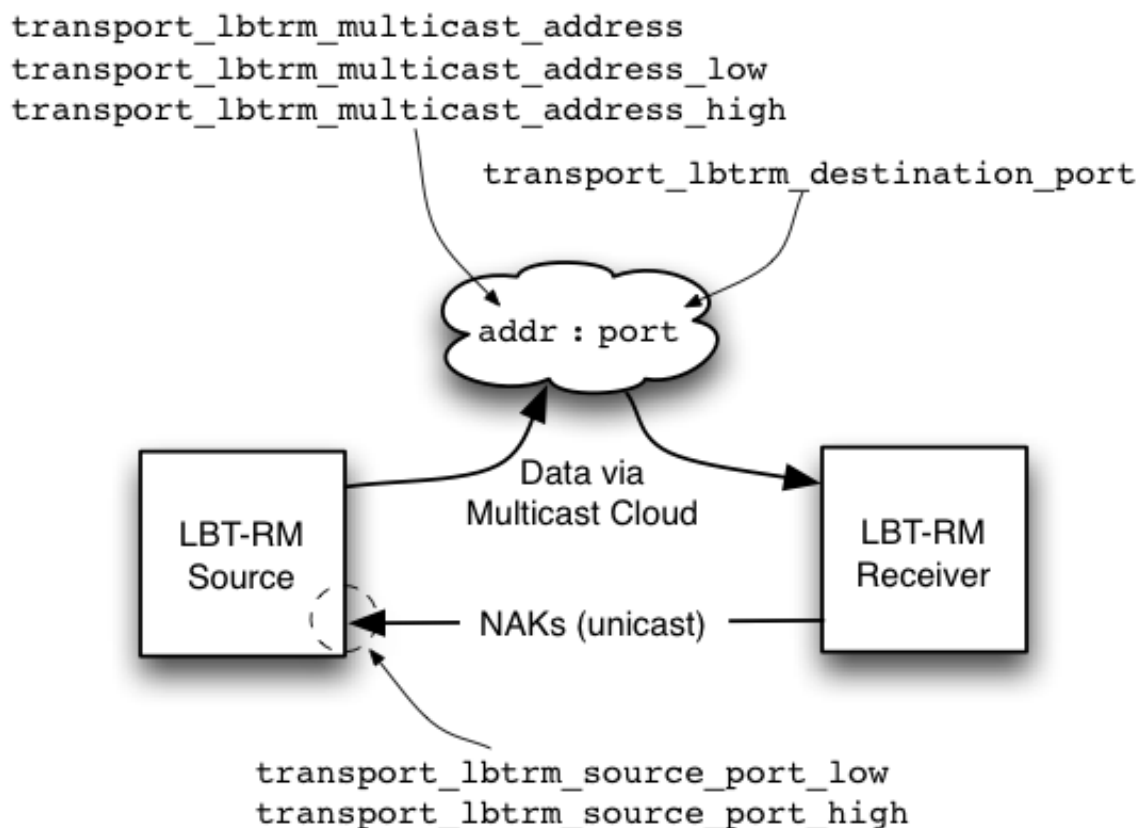 transport_lbtrm_multicast_address
transport_lbtrm_multicast_address_low
transport_lbtrm_multicast_address_high
transport_lbtrm_destination_port
addr : port
Data via
Multicast Cloud
LBT-RM
Source
LBT-RM
Receiver
NAKs (unicast)
transport_lbtrm_source_port_low
transport_lbtrm_source_port_high